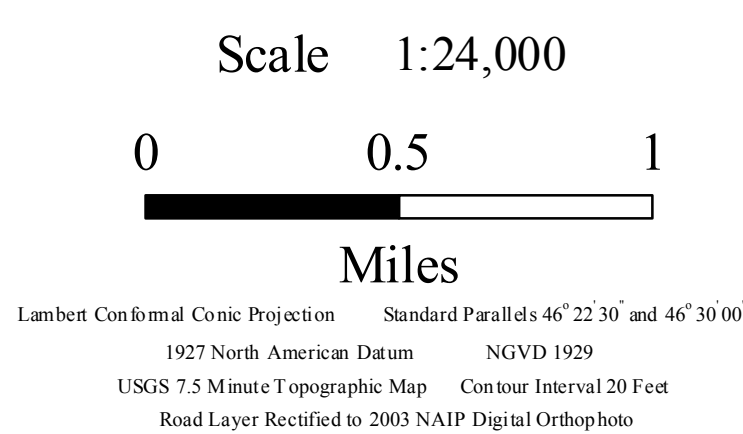 Scale 1:24,000
0 0.5 1
Miles
Lambert Conformal Conic Projection Standard Parallels 46° 22'30" and 46° 30'00"
1927 North American Datum NGVD 1929
USGS 7.5 Minute Topographic Map Contour Interval 20 Feet
Road Layer Rectified to 2003 NAIP Digital Orthophoto